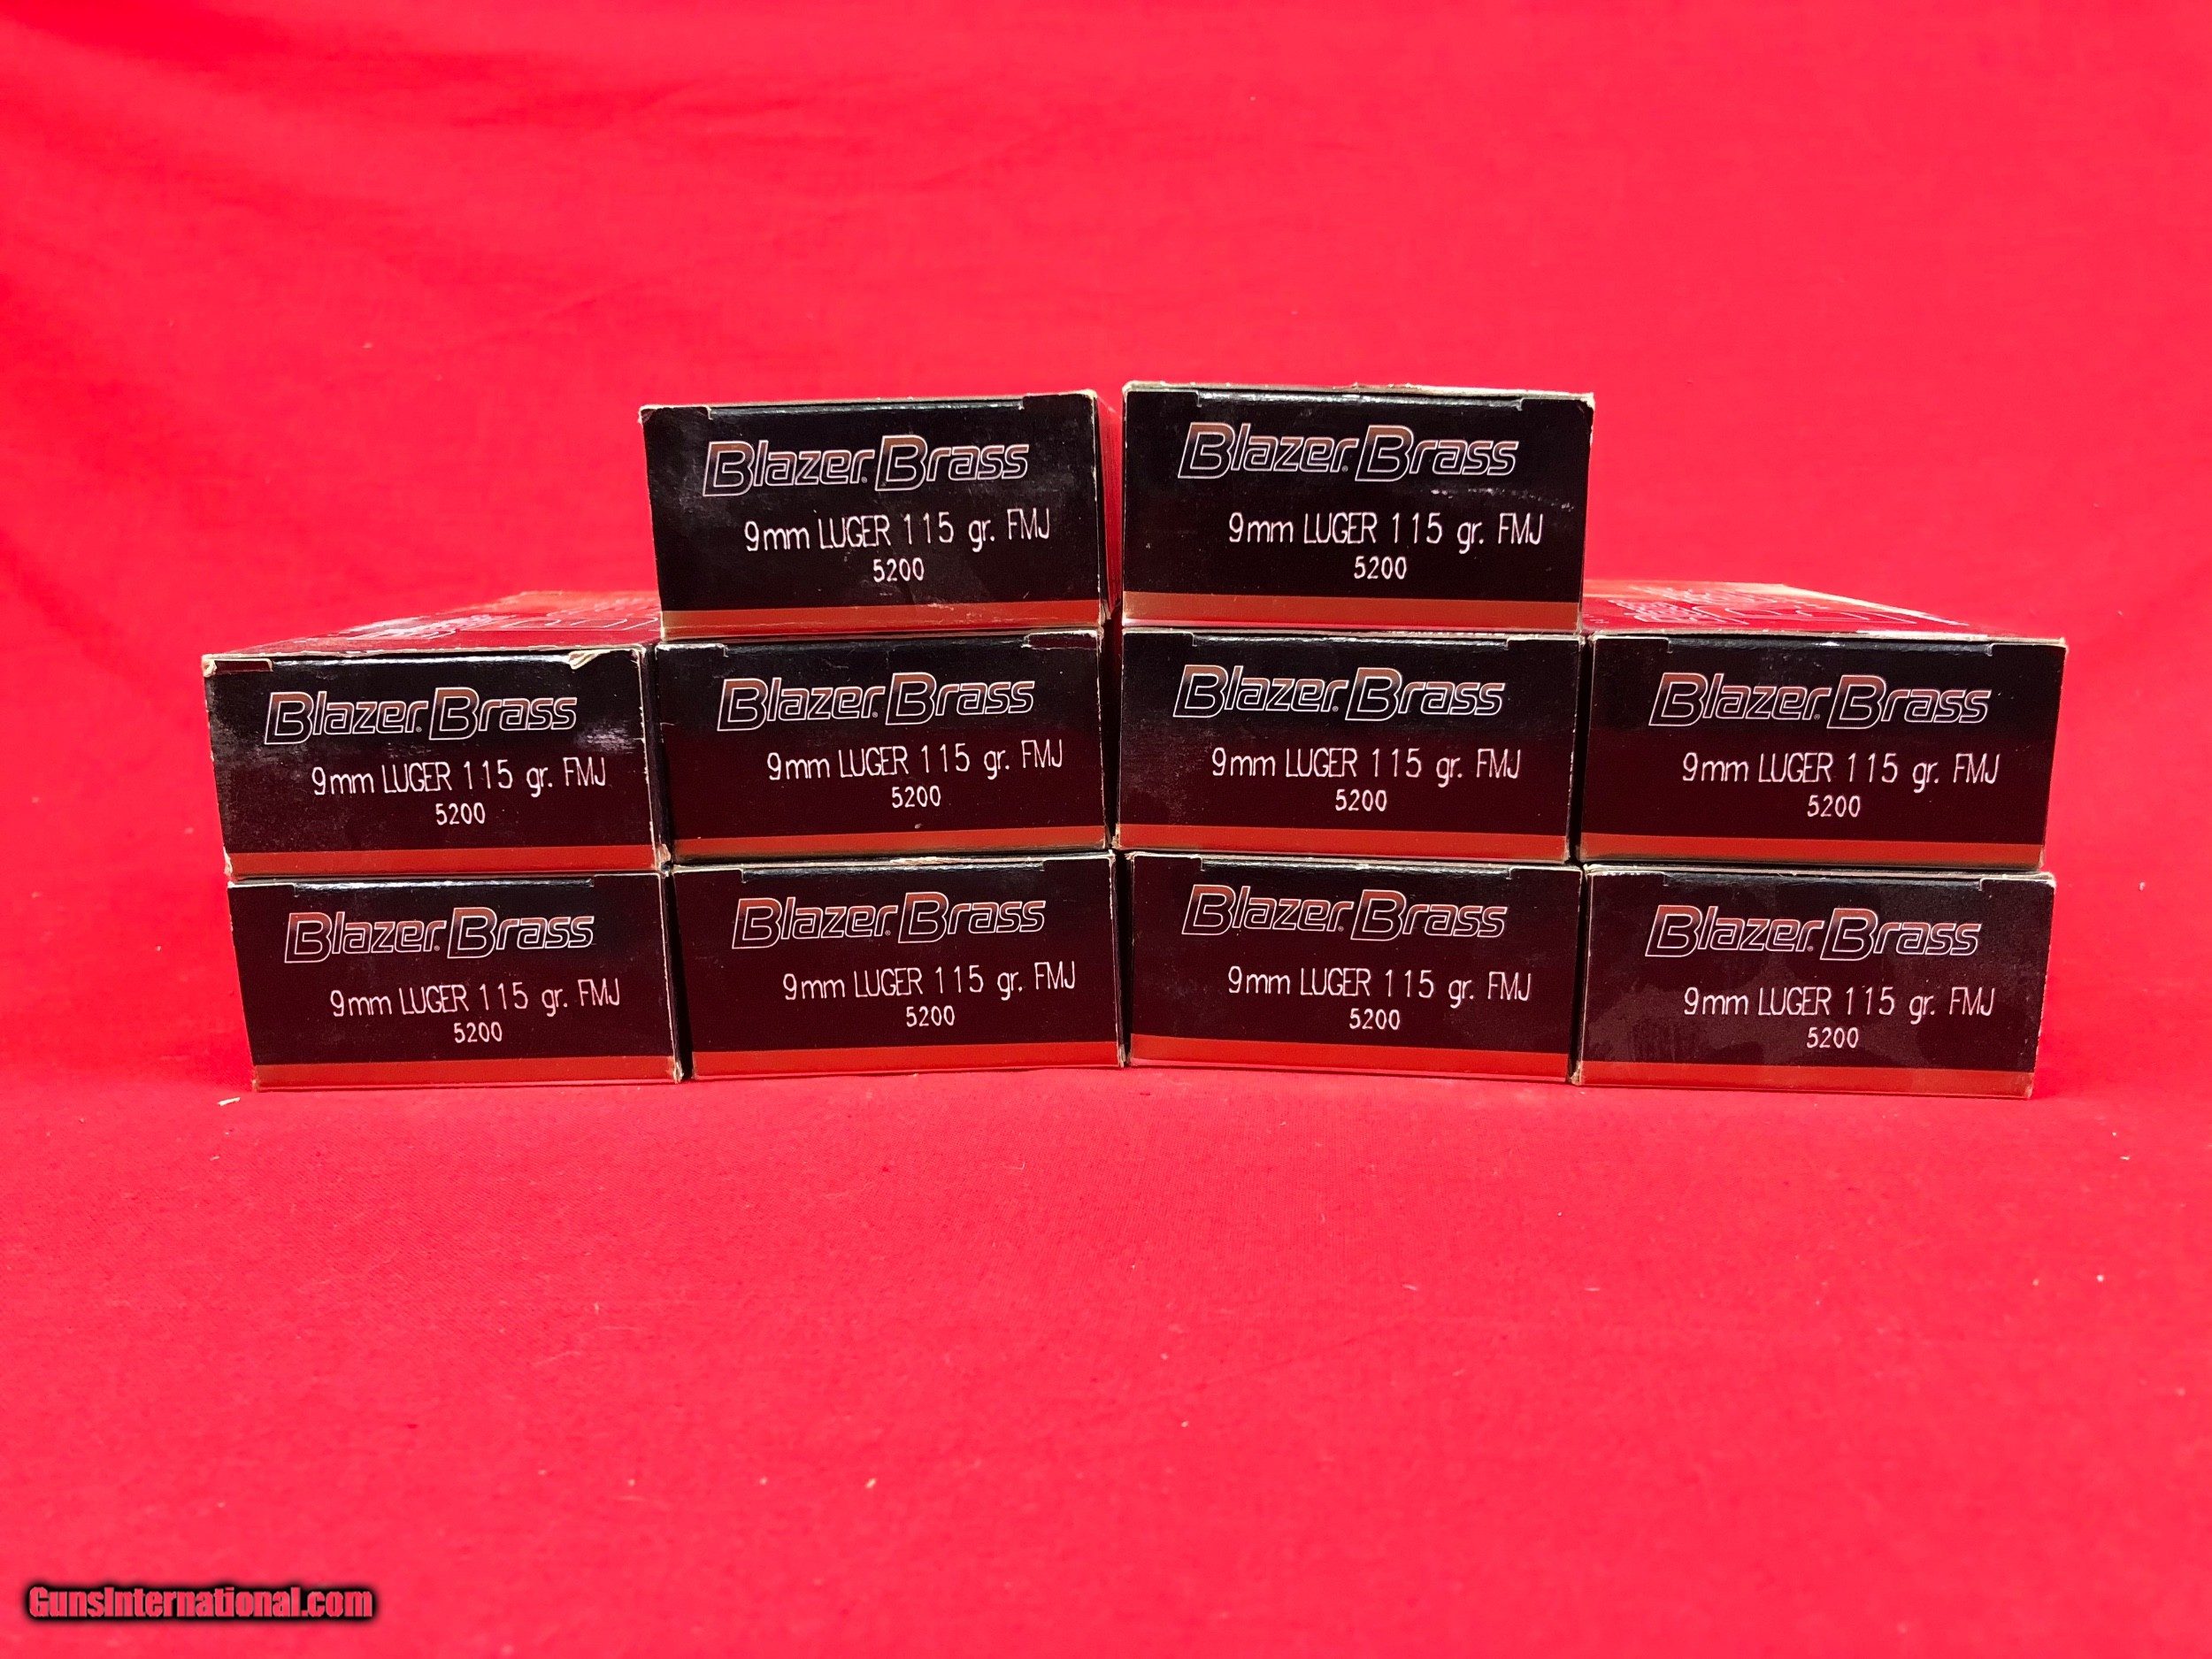 Blazer Brass
9mm LUGER 115 gr. FMJ
5200
Blazer Brass
9mm LUGER 115 gr. FMJ
5200
Blazer Brass
9mm LUGER 115 gr. FMJ
5200
Blazer Brass
9mm LUGER 115 gr. FMJ
5200
Blazer Brass
9mm LUGER 115 gr. FMJ
5200
Blazer Brass
9mm LUGER 115 gr. FMJ
5200
Blazer Brass
9mm LUGER 115 gr. FMJ
5200
Blazer Brass
9mm LUGER 115 gr. FMJ
5200
Blazer Brass
9mm LUGER 115 gr. FMJ
5200
Blazer Brass
9mm LUGER 115 gr. FMJ
5200
GunsInternational.com